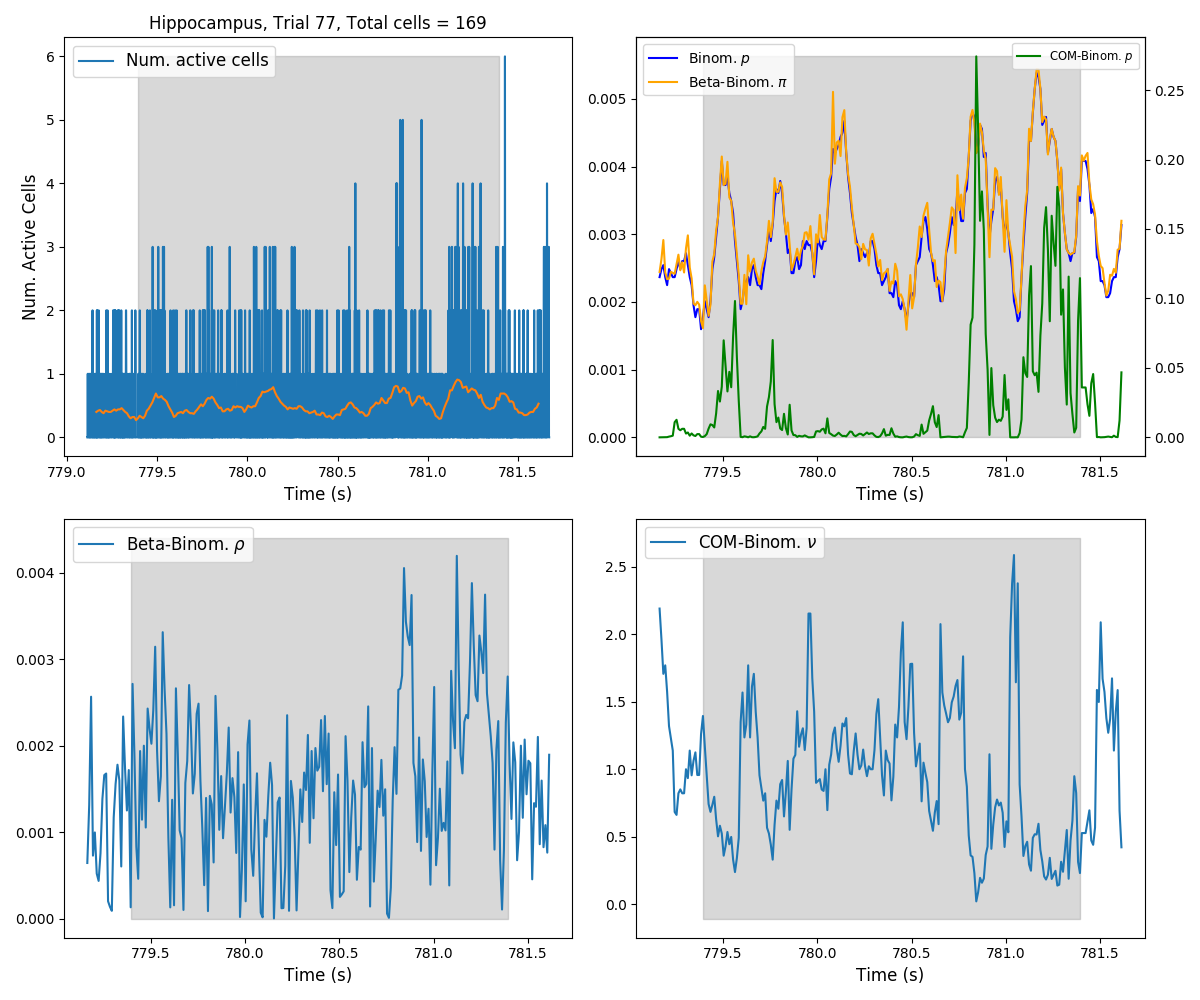 Hippocampus, Trial 77, Total cells = 169
Num. active cells
Num. Active Cells
6
5
4
3
2
1
0
779.0 779.5 780.0 780.5 781.0 781.5
Time (s)
Binom. p
Beta-Binom. π
COM-Binom. p
0.005
0.004
0.003
0.002
0.001
0.000
0.25
0.20
0.15
0.10
0.05
0.00
779.5 780.0 780.5 781.0 781.5
Time (s)
Beta-Binom. ρ
0.004
0.003
0.002
0.001
0.000
779.5 780.0 780.5 781.0 781.5
Time (s)
COM-Binom. ν
2.5
2.0
1.5
1.0
0.5
0.0
779.5 780.0 780.5 781.0 781.5
Time (s)